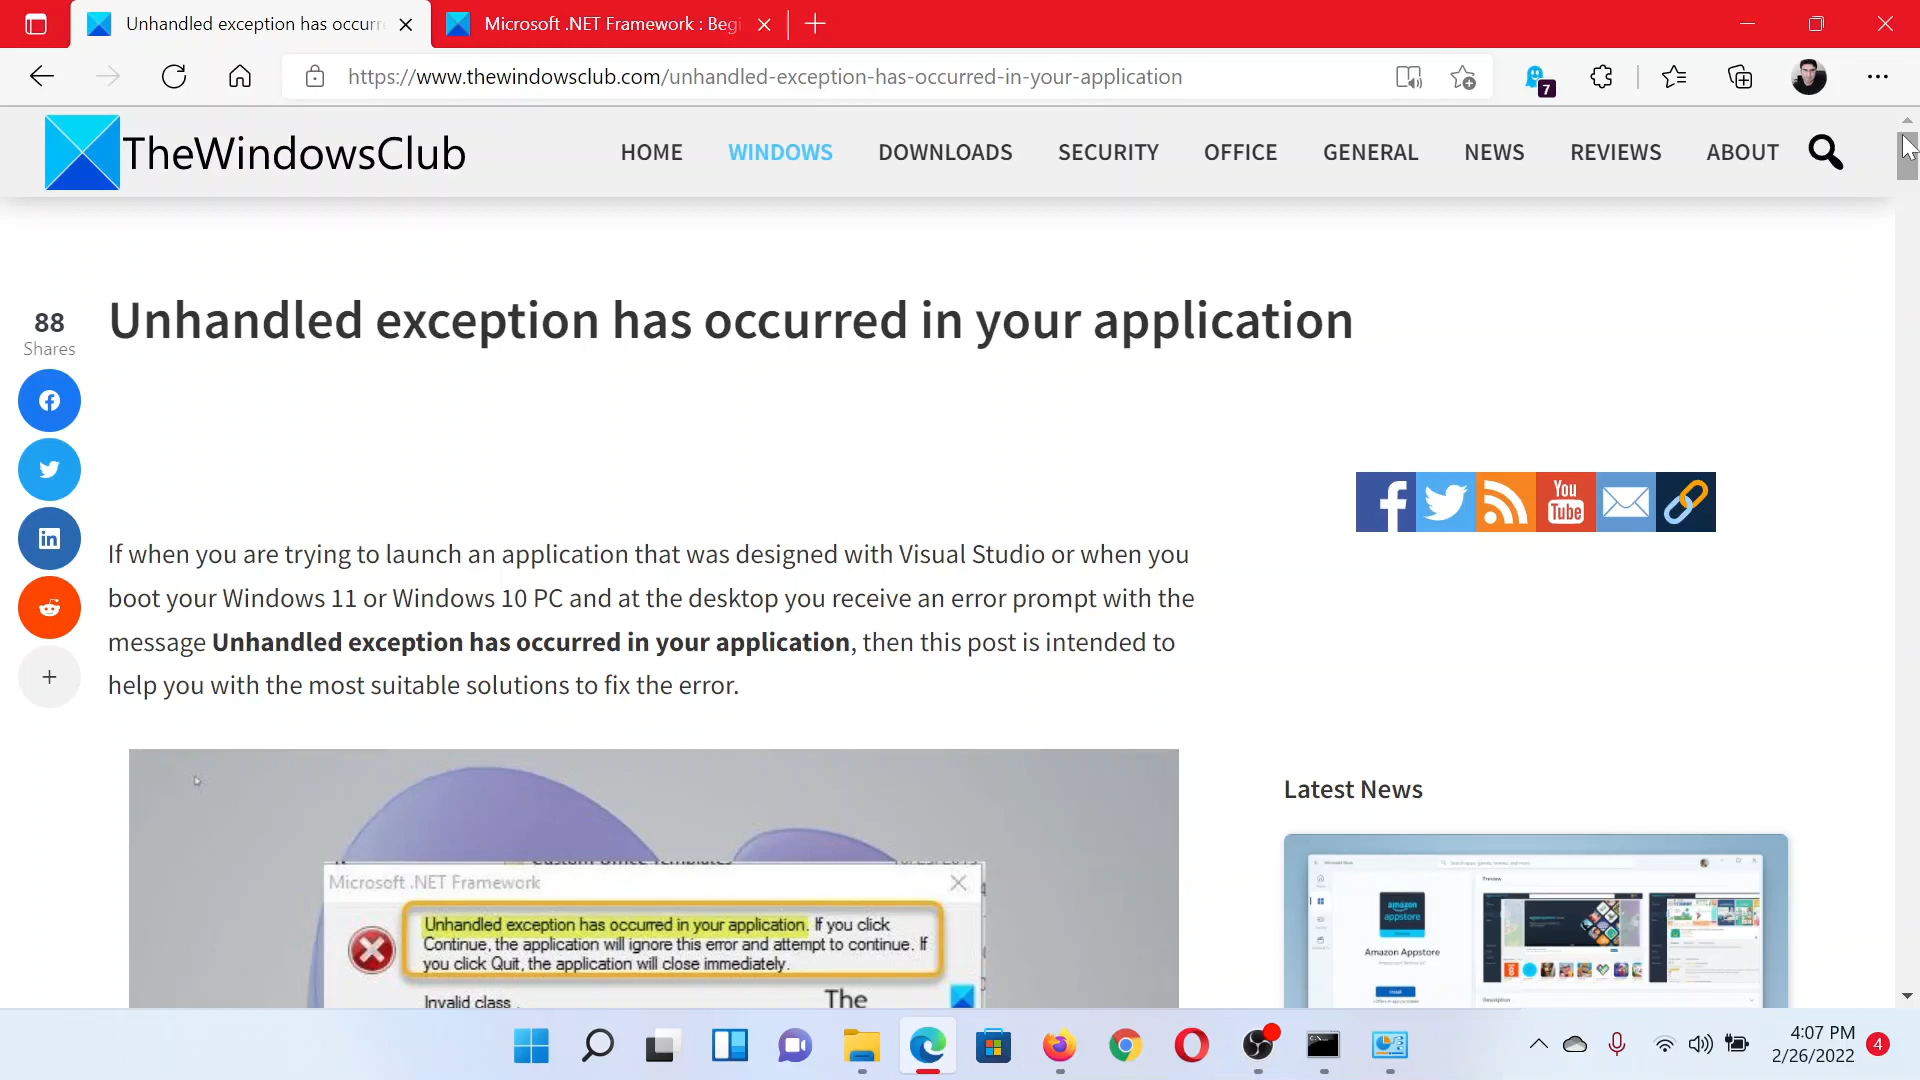 Unhandled exception has occurr
Microsoft .NET Framework : Begi
https://www.thewindowsclub.com/unhandled-exception-has-occurred-in-your-application
7
TheWindowsClub
HOME
WINDOWS
DOWNLOADS
SECURITY
OFFICE
GENERAL
NEWS
REVIEWS
ABOUT
88
Shares
Unhandled exception has occurred in your application
You
Tube
If when you are trying to launch an application that was designed with Visual Studio or when you
boot your Windows 11 or Windows 10 PC and at the desktop you receive an error prompt with the
message Unhandled exception has occurred in your application, then this post is intended to
help you with the most suitable solutions to fix the error.
Microsoft .NET Framework
Unhandled exception has occurred in your application. If you click
Continue, the application will ignore this error and attempt to continue. If
you click Quit, the application will close immediately.
Invalid class .
The
Latest News
amazon
appstore
Amazon Appstore
4:07 PM
2/26/2022
4